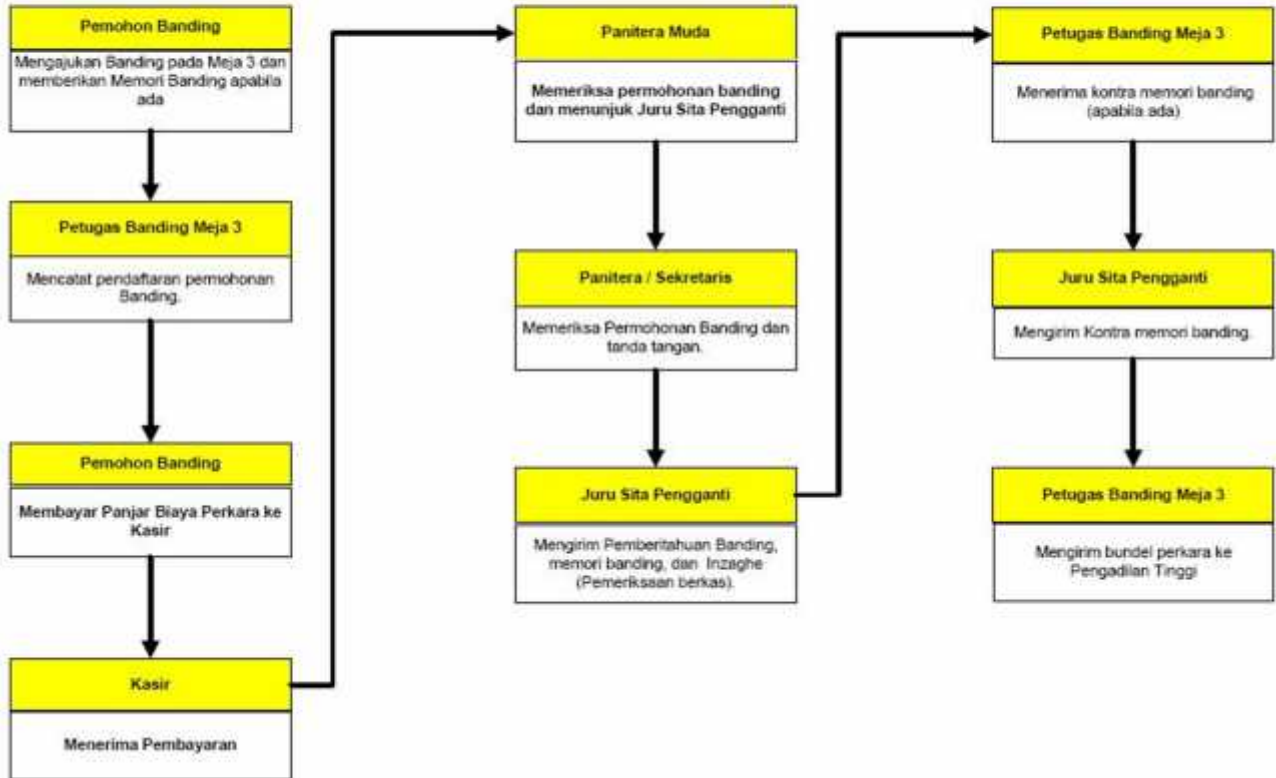 Pemohon Banding
Mengajukan Banding pada Meja 3 dan
memberikan Memori Banding apabila
ada
Petugas Banding Meja 3
Mencatat pendaftaran permohonan
Banding.
Pemohon Banding
Membayar Panjar Biaya Perkara ke
Kasir
Kasir
Menerima Pembayaran
Panitera Muda
Memeriksa permohonan banding
dan menunjuk Juru Sita Pengganti
Panitera / Sekretaris
Memeriksa Permohonan Banding dan
tanda tangan.
Juru Sita Pengganti
Mengirim Pemberitahuan Banding,
memori banding, dan Inzaghe
(Pemeriksaan berkas).
Petugas Banding Meja 3
Menerima kontra memori banding
(apabila ada)
Juru Sita Pengganti
Mengirim Kontra memori banding.
Petugas Banding Meja 3
Mengirim bundel perkara ke
Pengadilan Tinggi